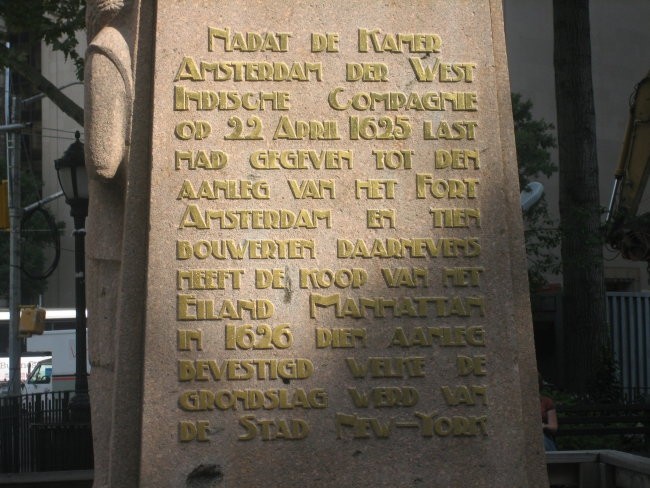 Nadat de Kamer
Amsterdam der West
Indische Compagnie
op 22 April 1625 last
had gegeven tot den
aanleg van het Fort
Amsterdam en tien
bouweryen daarnevens
heeft de koop van het
Eiland Manhattan
in 1626 dien aanleg
bevestigd welke de
grondslag werd van
de Stad New-York